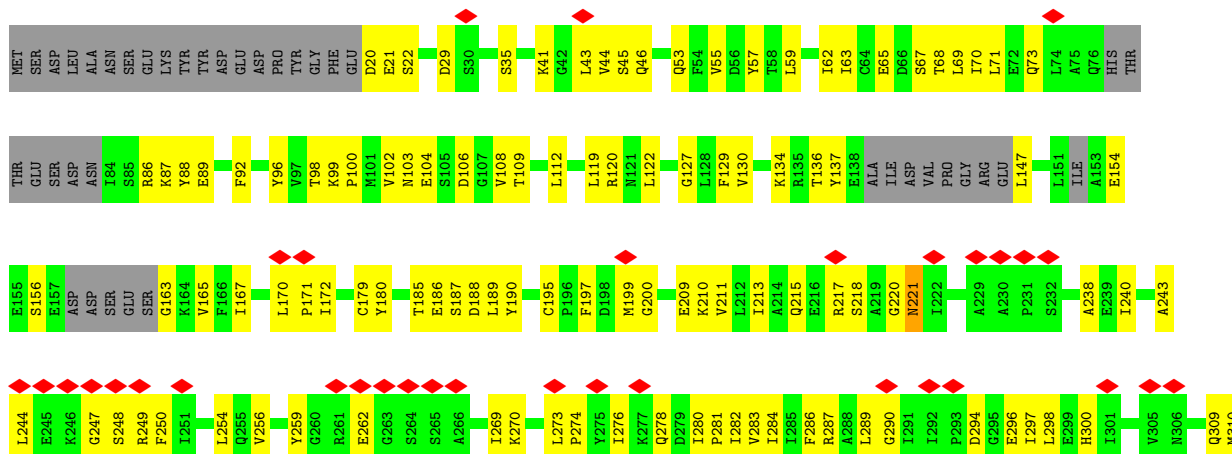 MET SER ASP LEU ALA ASN SER GLU LYS TYR TYR ASP GLU ASP PRO TYR GLY PHE GLU D20 E21 S22 D29 S30 S35 K41 G42 L43 V44 S45 Q46 Q53 F54 V55 D56 Y57 T58 L59 I62 I63 C64 E65 D66 S67 T68 L69 I70 L71 E72 Q73 L74 A75 Q76 HIS THR
THR GLU SER ASP ASN I84 S85 R86 K87 Y88 E89 F92 Y96 V97 T98 K99 P100 M101 V102 N103 E104 S105 D106 G107 V108 T109 L112 L119 R120 N121 L122 G127 L128 F129 V130 K134 R135 T136 Y137 E138 ALA ILE ASP VAL PRO GLY ARG GLU L147 L151 ILE A153 E154
E155 S156 E157 ASP ASP SER GLU SER G163 K164 V165 F166 I167 L170 P171 I172 C179 Y180 T185 E186 S187 D188 L189 Y190 C195 P196 F197 D198 M199 G200 E209 K210 V211 L212 I213 A214 Q215 E216 R217 S218 A219 G220 N221 I222 A229 A230 P231 S232 A238 E239 I240 A243
L244 E245 K246 G247 S248 R249 F250 I251 L254 Q255 V256 Y259 G260 R261 E262 G263 S264 S265 A266 I269 K270 L273 P274 Y275 I276 K277 Q278 D279 I280 P281 I282 V283 I284 I285 F286 R287 A288 L289 G290 I291 I292 P293 D294 G295 E296 I297 L298 E299 H300 I301 V305 N306 Q309